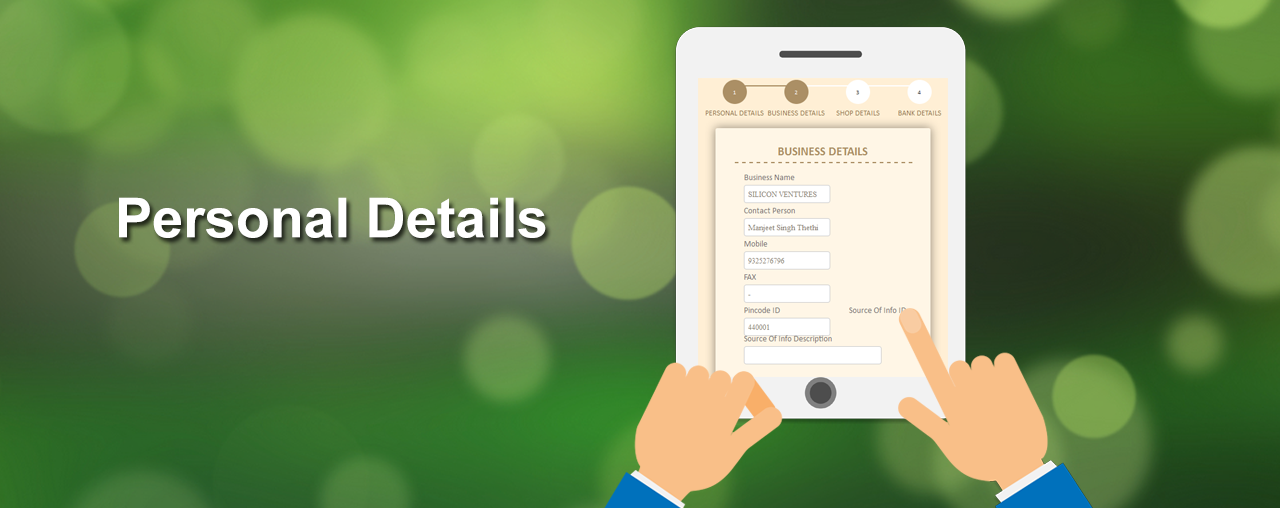 Personal Details
1 2 3 4
PERSONAL DETAILS BUSINESS DETAILS SHOP DETAILS BANK DETAILS
BUSINESS DETAILS
Business Name
SILICON VENTURES
Contact Person
Manjeet Singh Thethi
Mobile
9325276796
FAX
-
Pincode ID Source Of Info ID
440001
Source Of Info Description